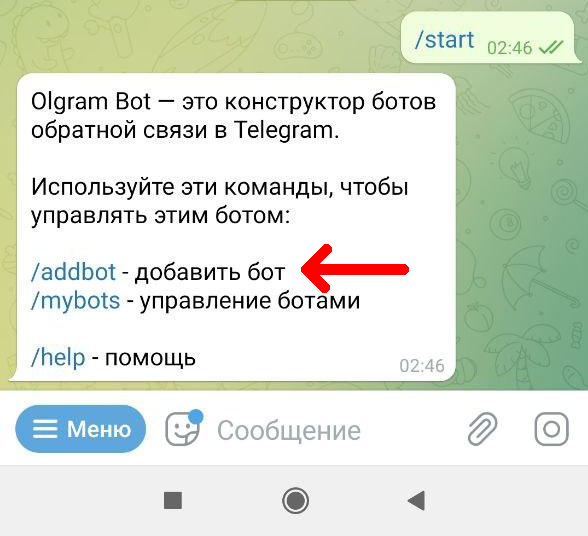 /start 02:46
Olgram Bot — это конструктор ботов
обратной связи в Telegram.
Используйте эти команды, чтобы
управлять этим ботом:
/addbot - добавить бот
/mybots - управление ботами
/help - помощь
02:46
Меню
Сообщение